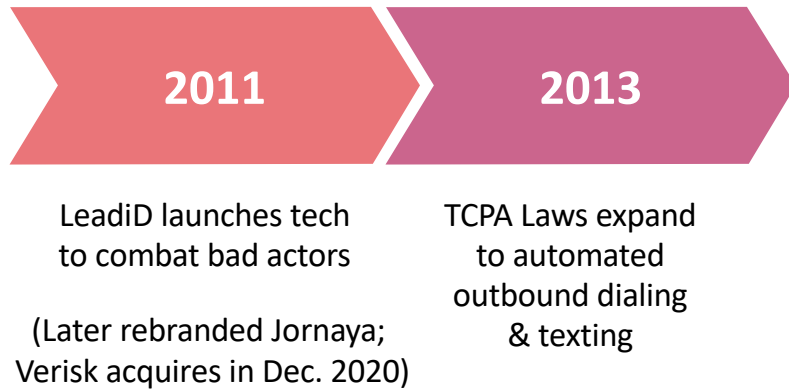 2011
LeadiD launches tech
to combat bad actors
(Later rebranded Jornaya;
Verisk acquires in Dec. 2020)
2013
TCPA Laws expand
to automated
outbound dialing
& texting